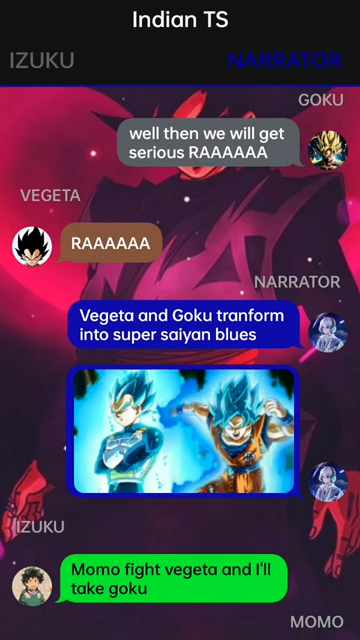 Indian TS
IZUKU
NARRATOR
GOKU
well then we will get
serious RAAAAAA
VEGETA
RAAAAAA
NARRATOR
Vegeta and Goku tranform
into super saiyan blues
IZUKU
Momo fight vegeta and I'll
take goku
MOMO